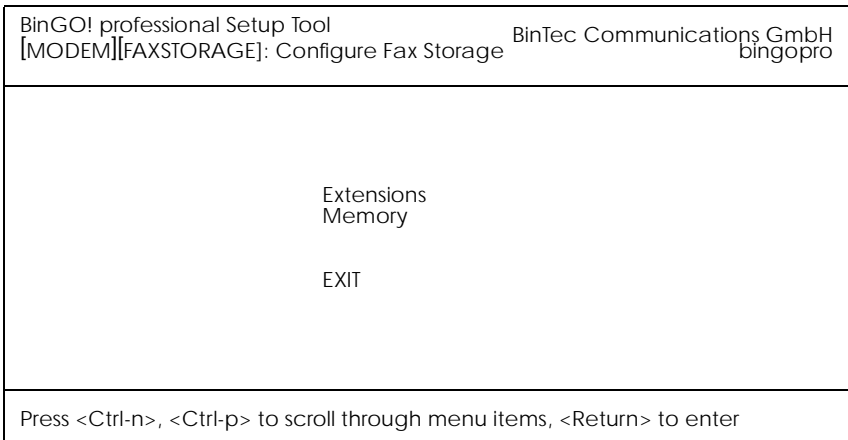 BinGO! professional Setup Tool
BinTec Communications GmbH
[MODEM][FAXSTORAGE]: Configure Fax Storage
bingopro
Extensions
Memory
EXIT
Press <Ctrl-n>, <Ctrl-p> to scroll through menu items, <Return> to enter